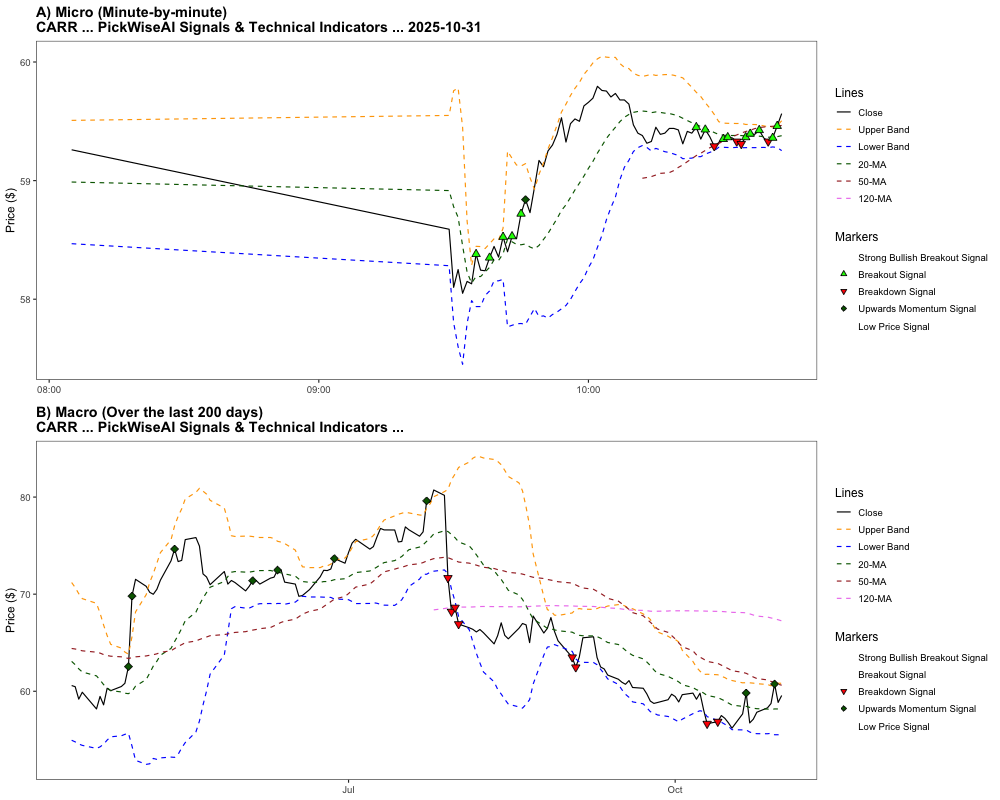 A) Micro (Minute-by-minute)
CARR ... PickWiseAI Signals & Technical Indicators ... 2025-10-31
Price ($)
60
59
58
08:00
09:00
10:00
Lines
Close
Upper Band
Lower Band
20-MA
50-MA
120-MA
Markers
Strong Bullish Breakout Signal
Breakout Signal
Breakdown Signal
Upwards Momentum Signal
Low Price Signal
B) Macro (Over the last 200 days)
CARR ... PickWiseAI Signals & Technical Indicators ...
Price ($)
80
70
60
Jul
Oct
Lines
Close
Upper Band
Lower Band
20-MA
50-MA
120-MA
Markers
Strong Bullish Breakout Signal
Breakout Signal
Breakdown Signal
Upwards Momentum Signal
Low Price Signal